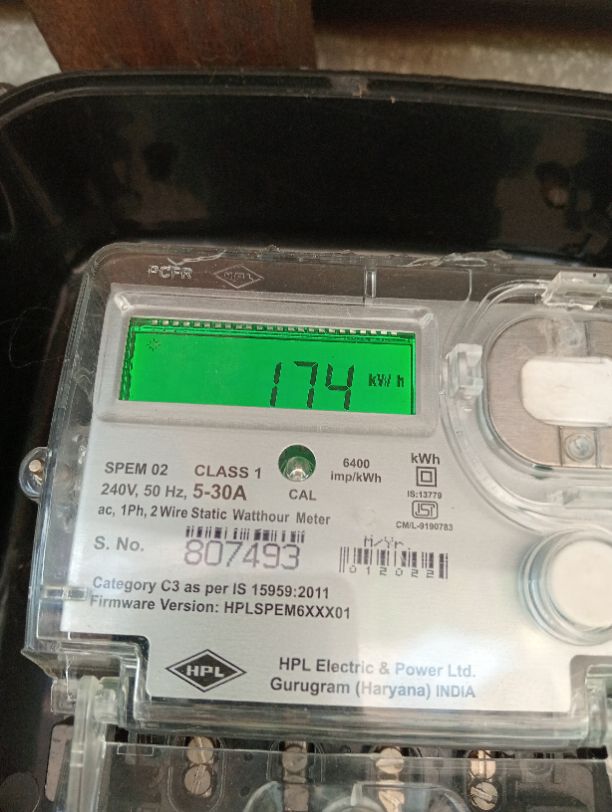 PCFR HPL
174 kW h
SPEM 02 CLASS 1
240V, 50 Hz, 5-30A
CAL
6400
imp/kWh
kWh
IS:13779
ISI
CM/L-9190783
ac, 1Ph, 2 Wire Static Watthour Meter
S. No. 807493
M/Yr
012022
Category C3 as per IS 15959:2011
Firmware Version: HPLSPEM6XXX01
HPL
HPL Electric & Power Ltd.
Gurugram (Haryana) INDIA